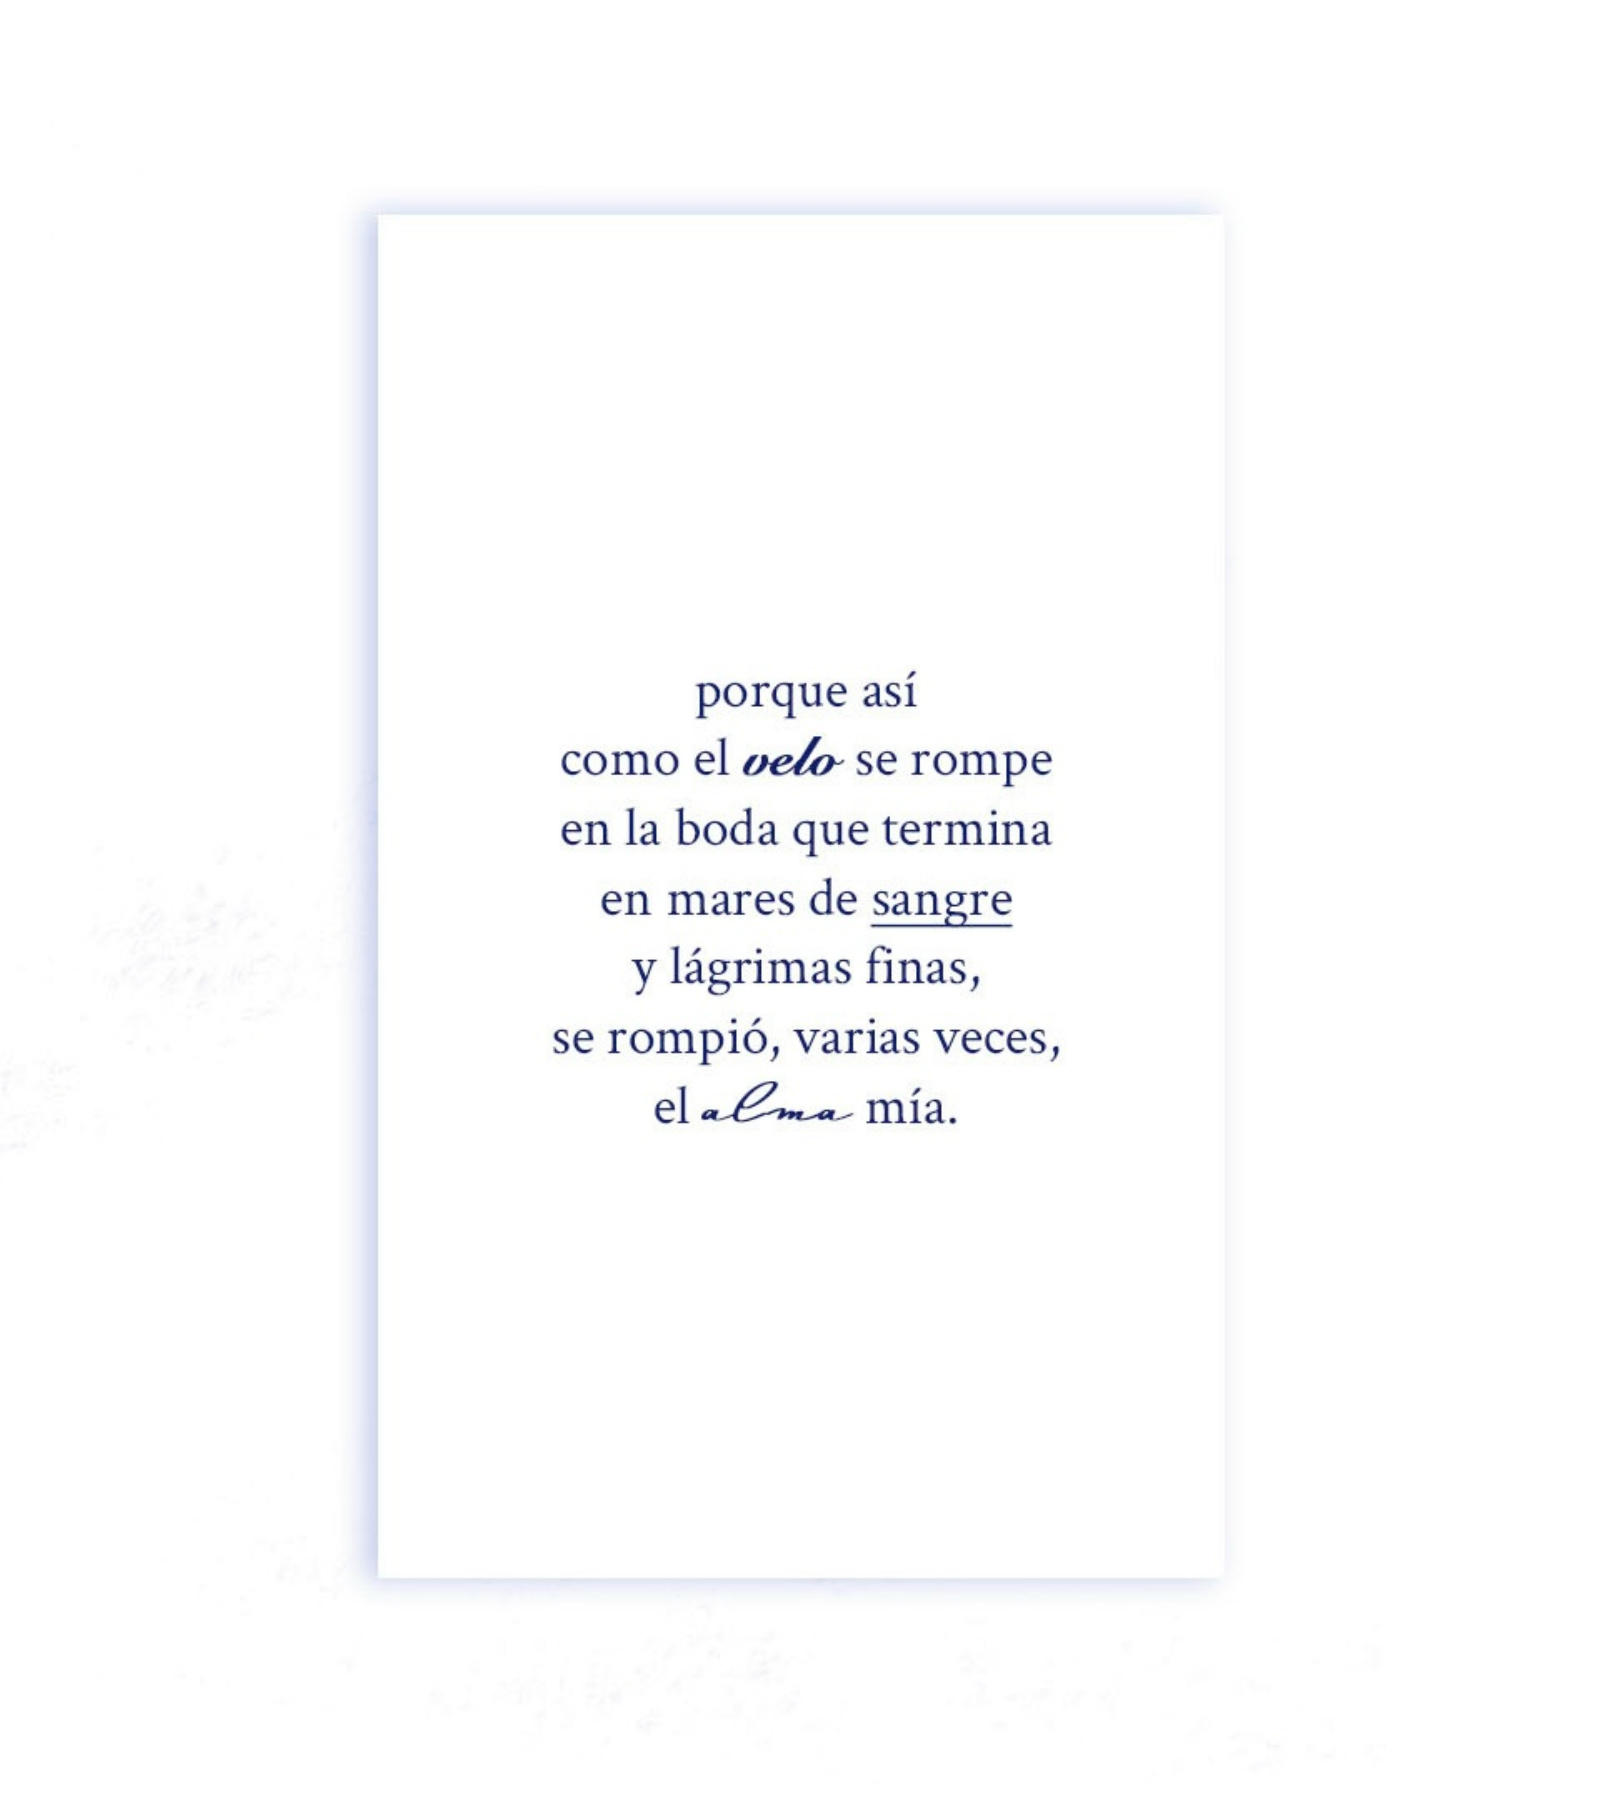 porque así
como el velo se rompe
en la boda que termina
en mares de sangre
y lágrimas finas,
se rompió, varias veces,
el alma mía.